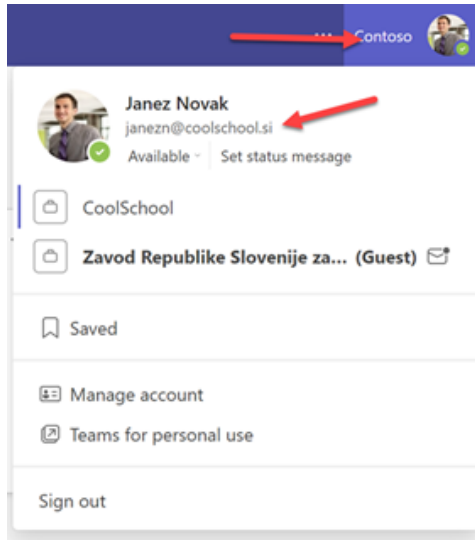 ... Contoso
Janez Novak
janezn@coolschool.si
Available Set status message
CoolSchool
Zavod Republike Slovenije za... (Guest)
Saved
Manage account
Teams for personal use
Sign out